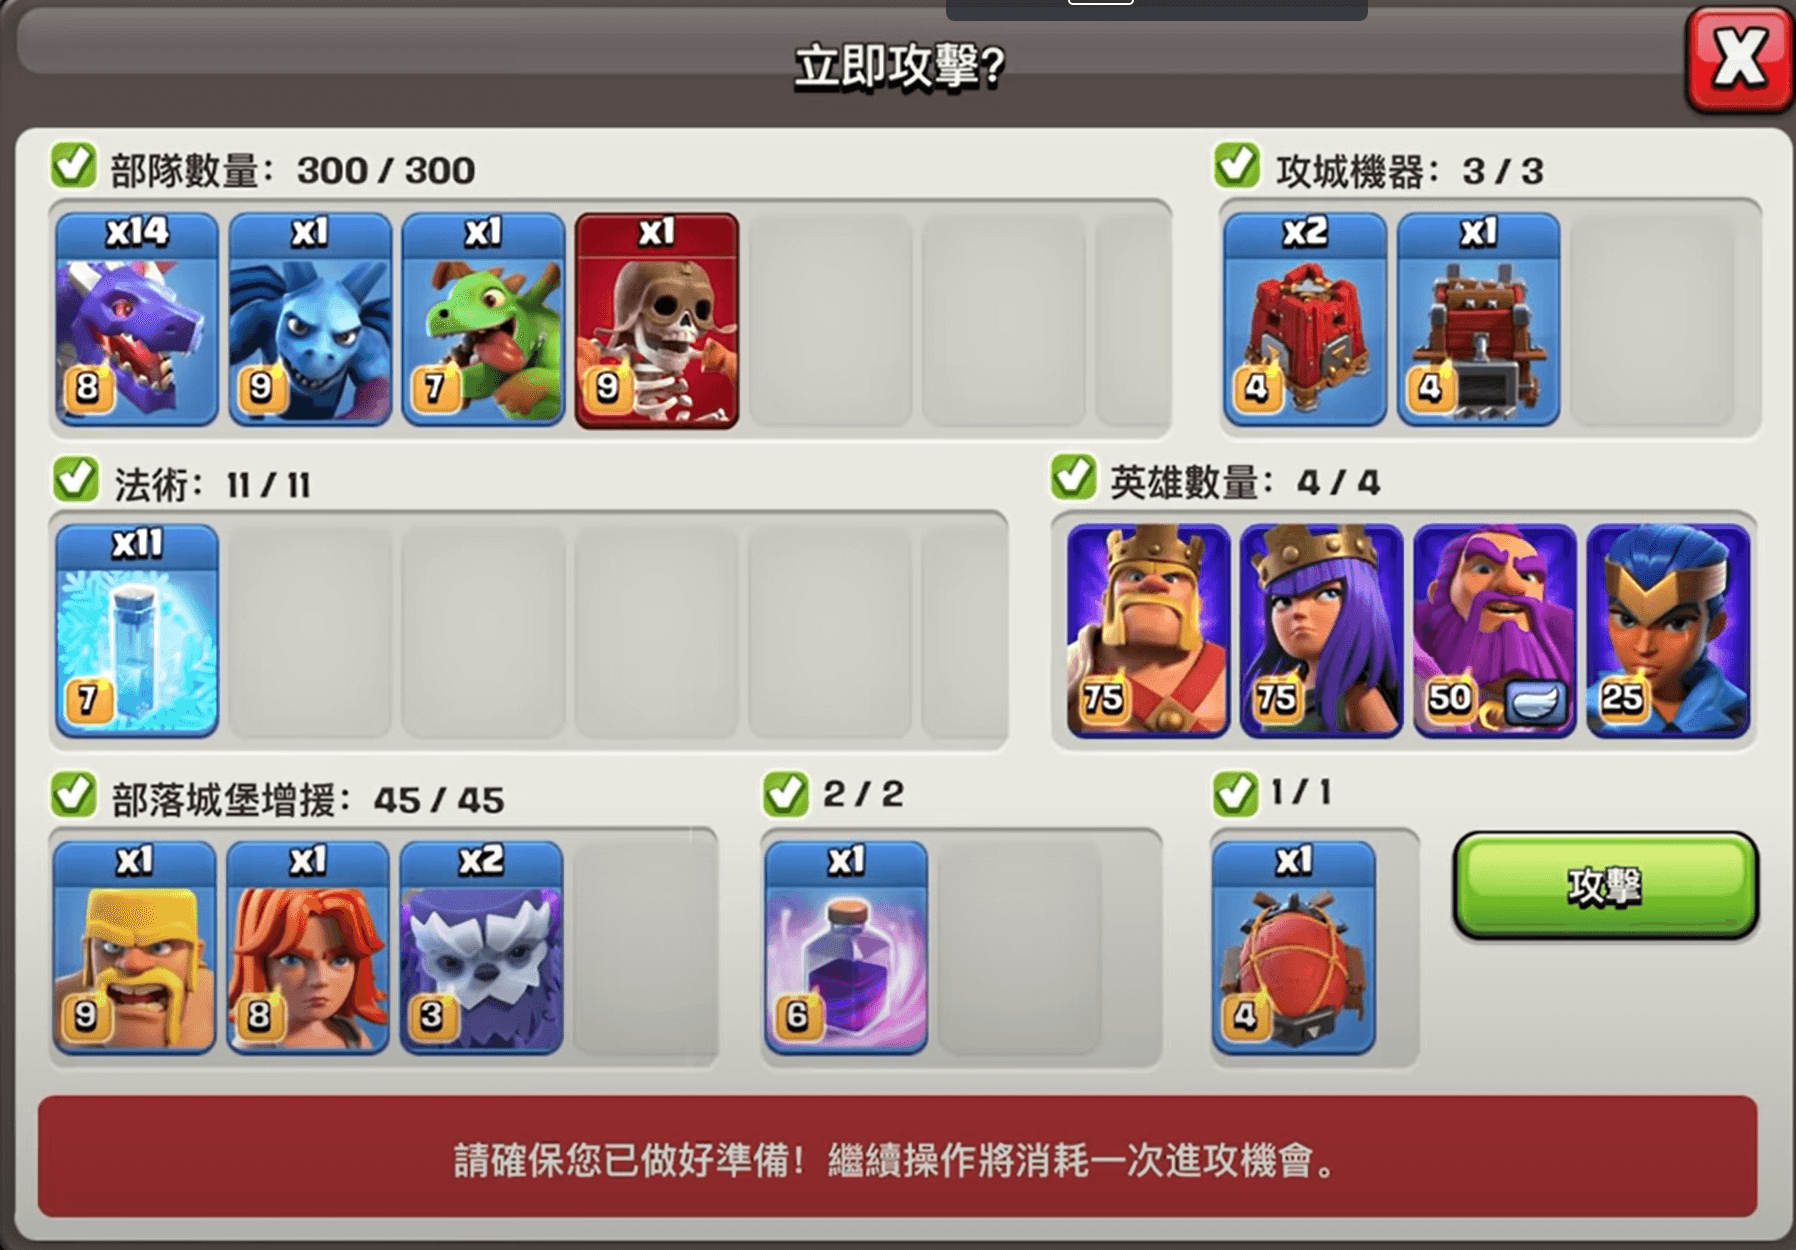 立即攻擊?
X
部隊數量： 300 / 300
攻城機器： 3 / 3
x14 x1 x1 x1
x2 x1
8 9 7 9
4 4
法術： 11 / 11
英雄數量： 4 / 4
x11
7
75 75 50 25
部落城堡增援： 45 / 45
2 / 2
1 / 1
x1 x1 x2
x1
x1
攻擊
9 8 3
6
4
請確保您已做好準備！繼續操作將消耗一次進攻機會。